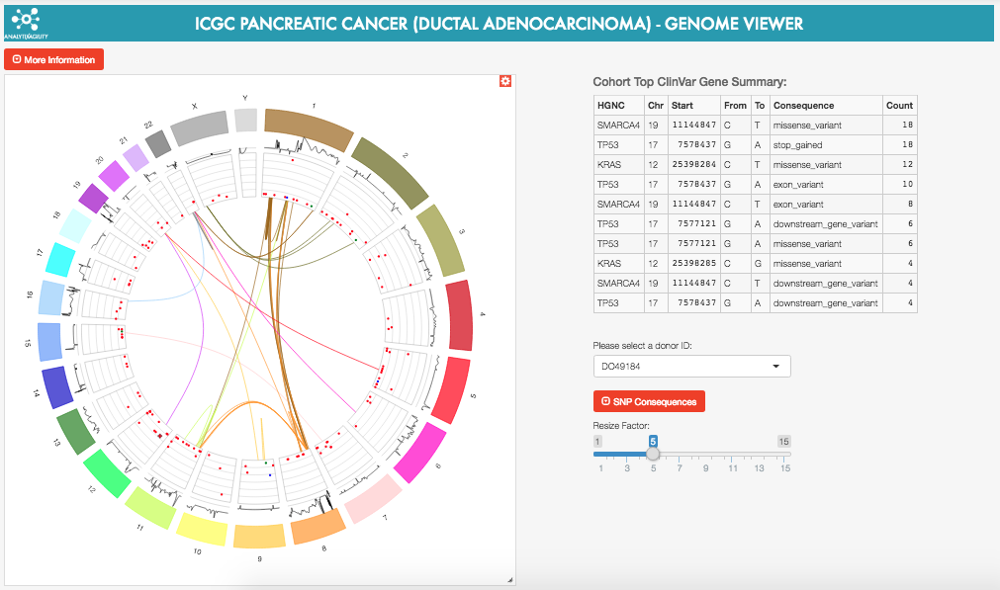 ICGC PANCREATIC CANCER (DUCTAL ADENOCARCINOMA) - GENOME VIEWER
ANALYTIXAGILITY
More Information
X
Y
1
2
3
4
5
6
7
8
9
10
11
12
13
14
15
16
17
18
19
20
21
22
Cohort Top ClinVar Gene Summary:
HGNC Chr Start From To Consequence Count
SMARCA4 19 11144847 C T missense_variant 18
TP53 17 7578437 G A stop_gained 18
KRAS 12 25398284 C T missense_variant 12
TP53 17 7578437 G A exon_variant 10
SMARCA4 19 11144847 C T exon_variant 8
TP53 17 7577121 G A downstream_gene_variant 6
TP53 17 7577121 G A missense_variant 6
KRAS 12 25398285 C G missense_variant 4
SMARCA4 19 11144847 C T downstream_gene_variant 4
TP53 17 7578437 G A downstream_gene_variant 4
Please select a donor ID:
DO49184
SNP Consequences
Resize Factor:
1 5 15
1 3 5 7 9 11 13 15